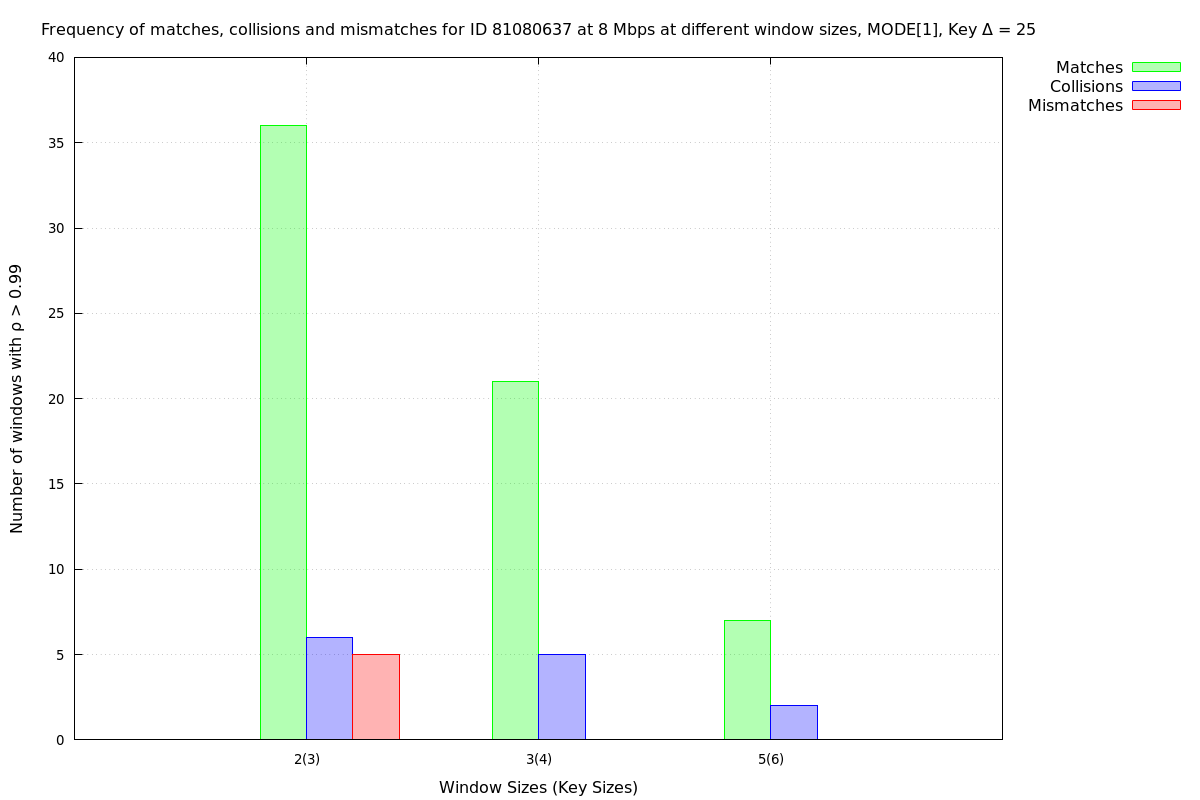 Frequency of matches, collisions and mismatches for ID 81080637 at 8 Mbps at different window sizes, MODE[1], Key Δ = 25
Matches
Collisions
Mismatches
Number of windows with ρ > 0.99
40
35
30
25
20
15
10
5
0
2(3)
3(4)
5(6)
Window Sizes (Key Sizes)